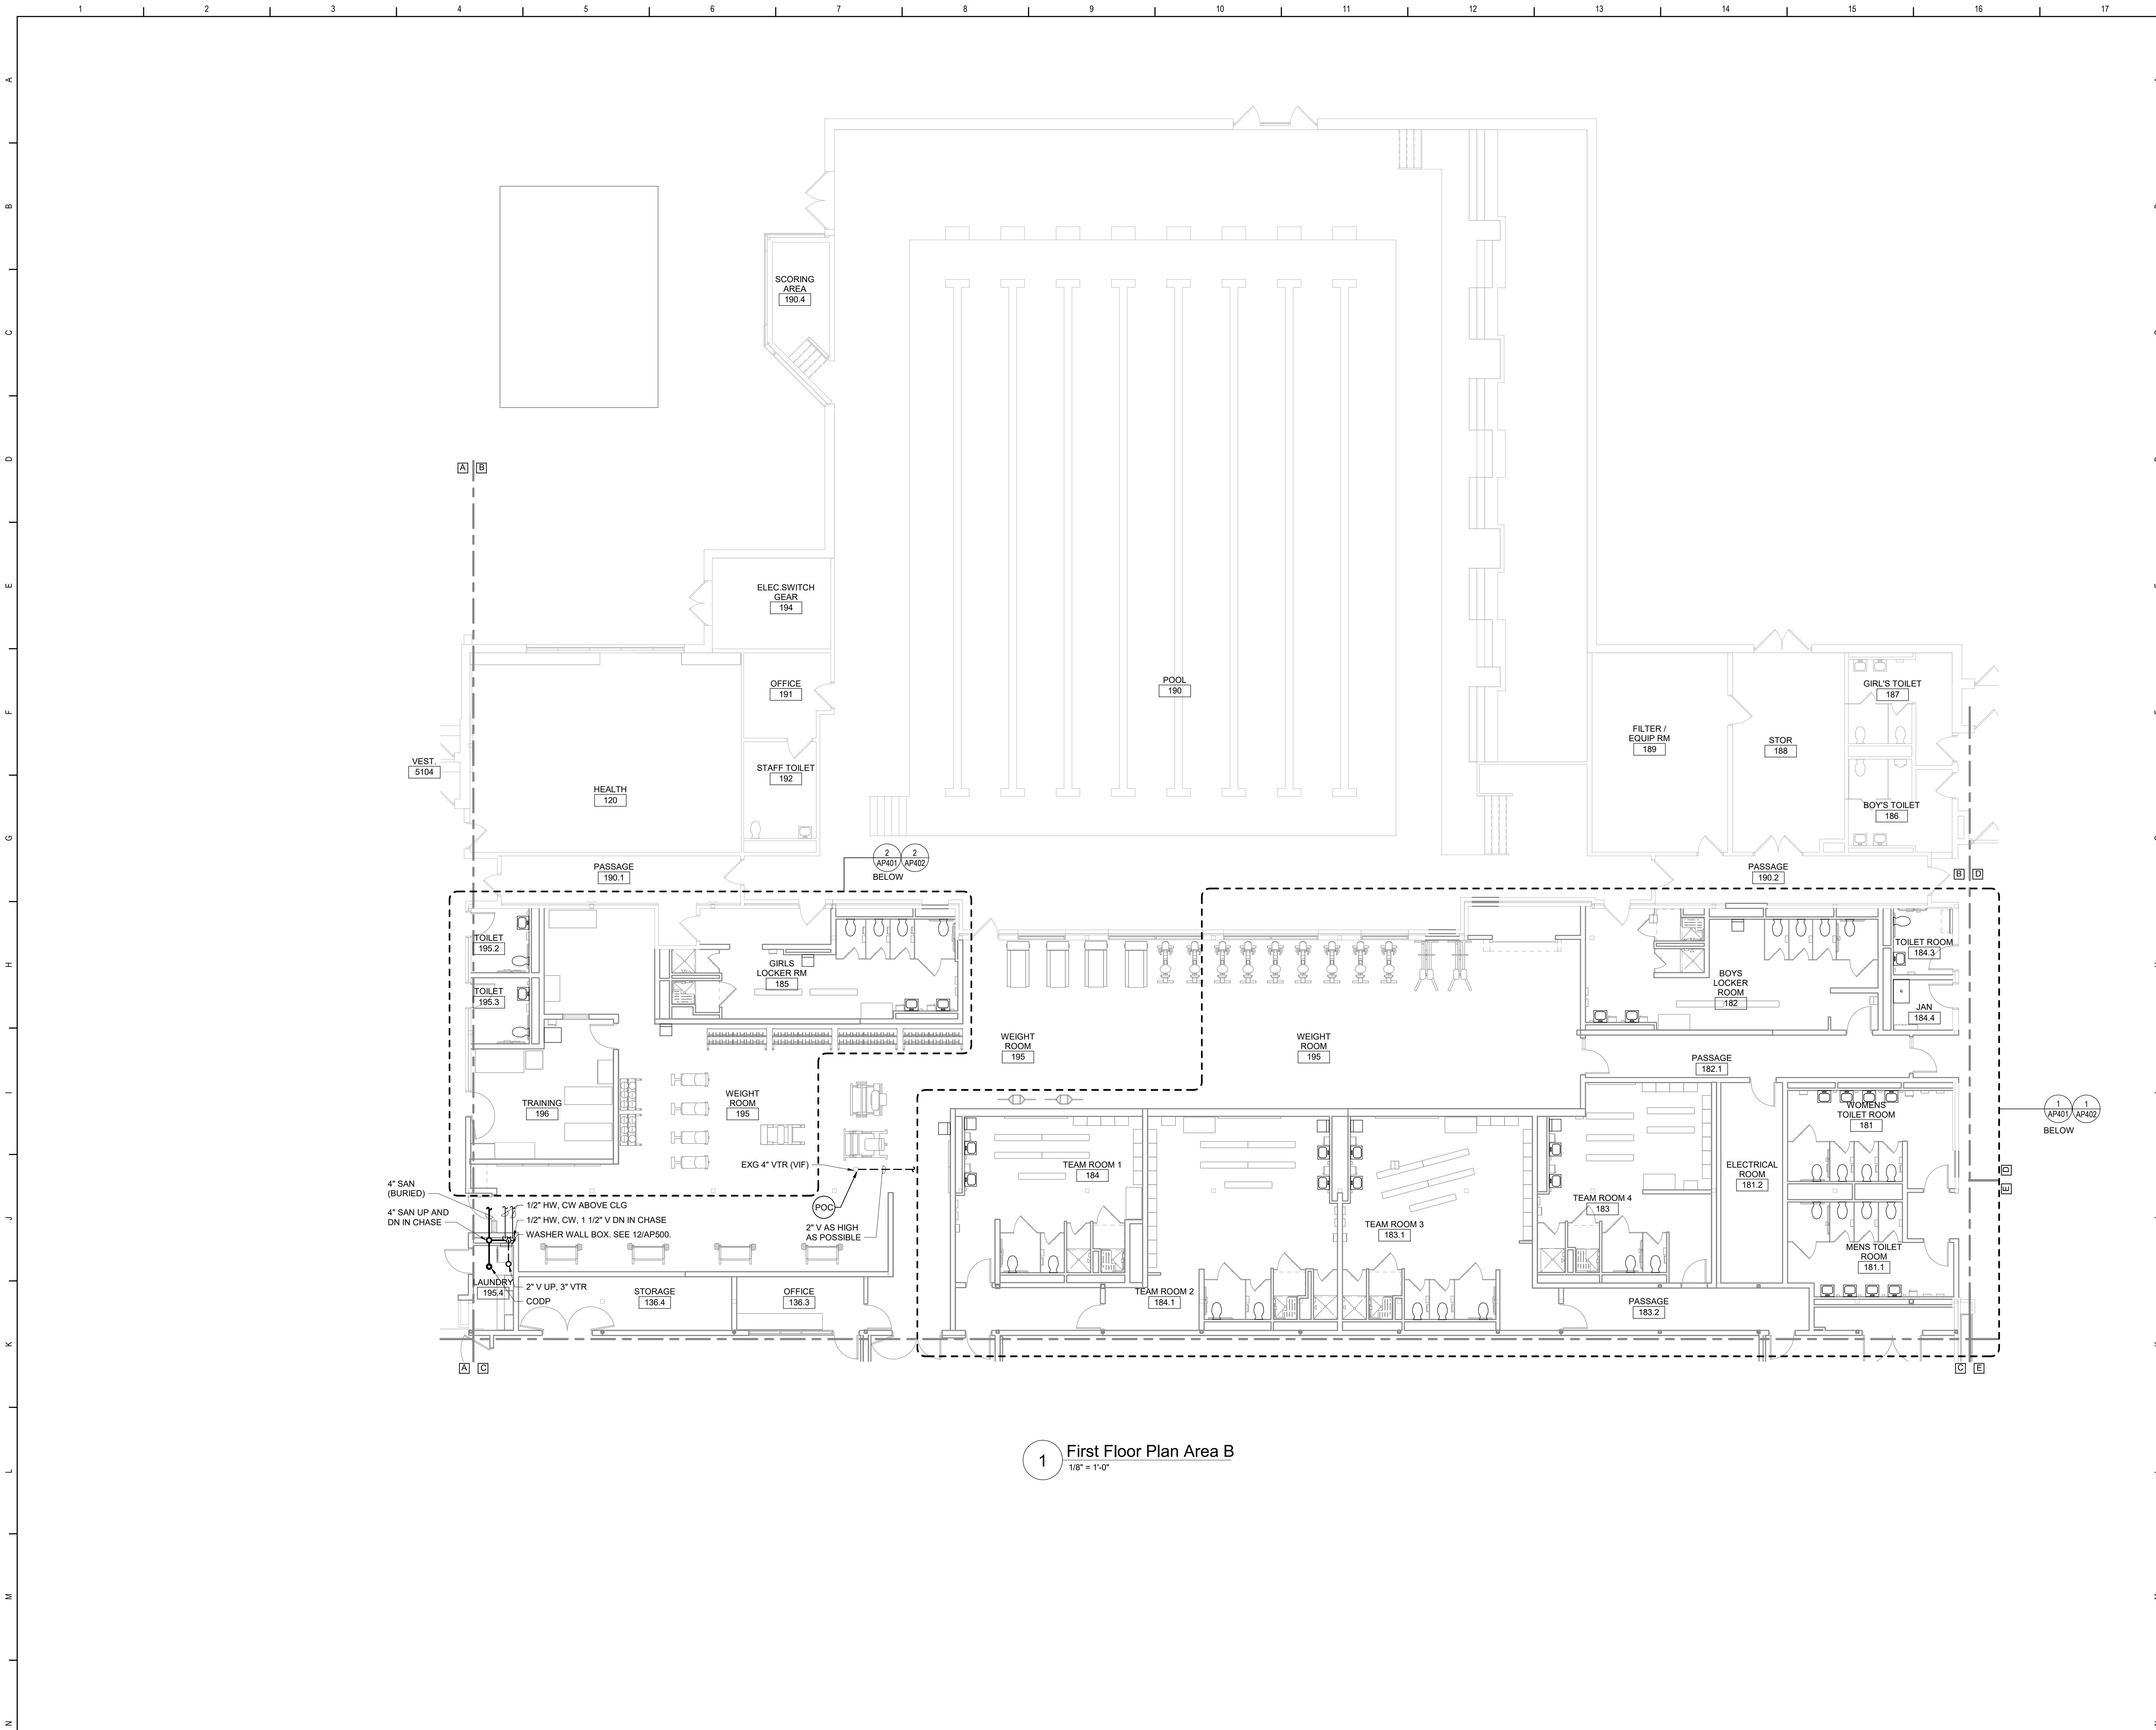 1 2 3 4 5 6 7 8 9 10 11 12 13 14 15 16 17
A
B
C
D
E
F
G
H
I
J
K
L
M
N
SCORING
AREA
190.4
A B
ELEC.SWITCH
GEAR
194
OFFICE
191
POOL
190
GIRL'S TOILET
187
FILTER /
EQUIP RM
189
STOR
188
VEST.
5104
STAFF TOILET
192
HEALTH
120
BOY'S TOILET
186
2
AP401
2
AP402
BELOW
PASSAGE
190.1
PASSAGE
190.2
B D
TOILET
195.2
TOILET
195.3
GIRLS
LOCKER RM
185
TOILET ROOM
184.3
BOYS
LOCKER
ROOM
182
JAN
184.4
WEIGHT
ROOM
195
WEIGHT
ROOM
195
PASSAGE
182.1
TRAINING
196
WEIGHT
ROOM
195
WOMENS
TOILET ROOM
181
1
AP401
1
AP402
BELOW
EXG 4" VTR (VIF)
TEAM ROOM 1
184
ELECTRICAL
ROOM
181.2
D
E
4" SAN
(BURIED)
4" SAN UP AND
DN IN CHASE
1/2" HW, CW ABOVE CLG
1/2" HW, CW, 1 1/2" V DN IN CHASE
WASHER WALL BOX. SEE 12/AP500.
POC
2" V AS HIGH
AS POSSIBLE
TEAM ROOM 4
183
TEAM ROOM 3
183.1
MENS TOILET
ROOM
181.1
LAUNDRY
195.4
2" V UP, 3" VTR
CODP
STORAGE
136.4
OFFICE
136.3
TEAM ROOM 2
184.1
PASSAGE
183.2
A C
C E
1
First Floor Plan Area B
1/8" = 1'-0"